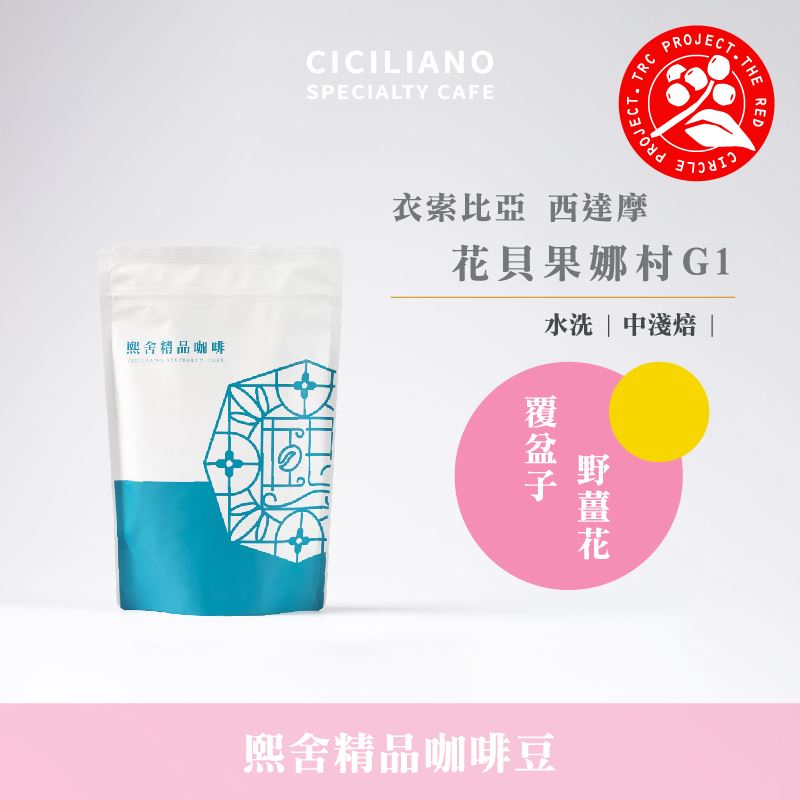 CICILIANO
SPECIALTY CAFE
TRC PROJECT.THE RED CIRCLE PROJECT.
衣索比亞 西達摩
花貝果娜村G1
水洗 | 中淺焙 |
熙舍精品咖啡
CICILIANO SPECIALTY CAFE
覆盆子
野薑花
熙舍精品咖啡豆